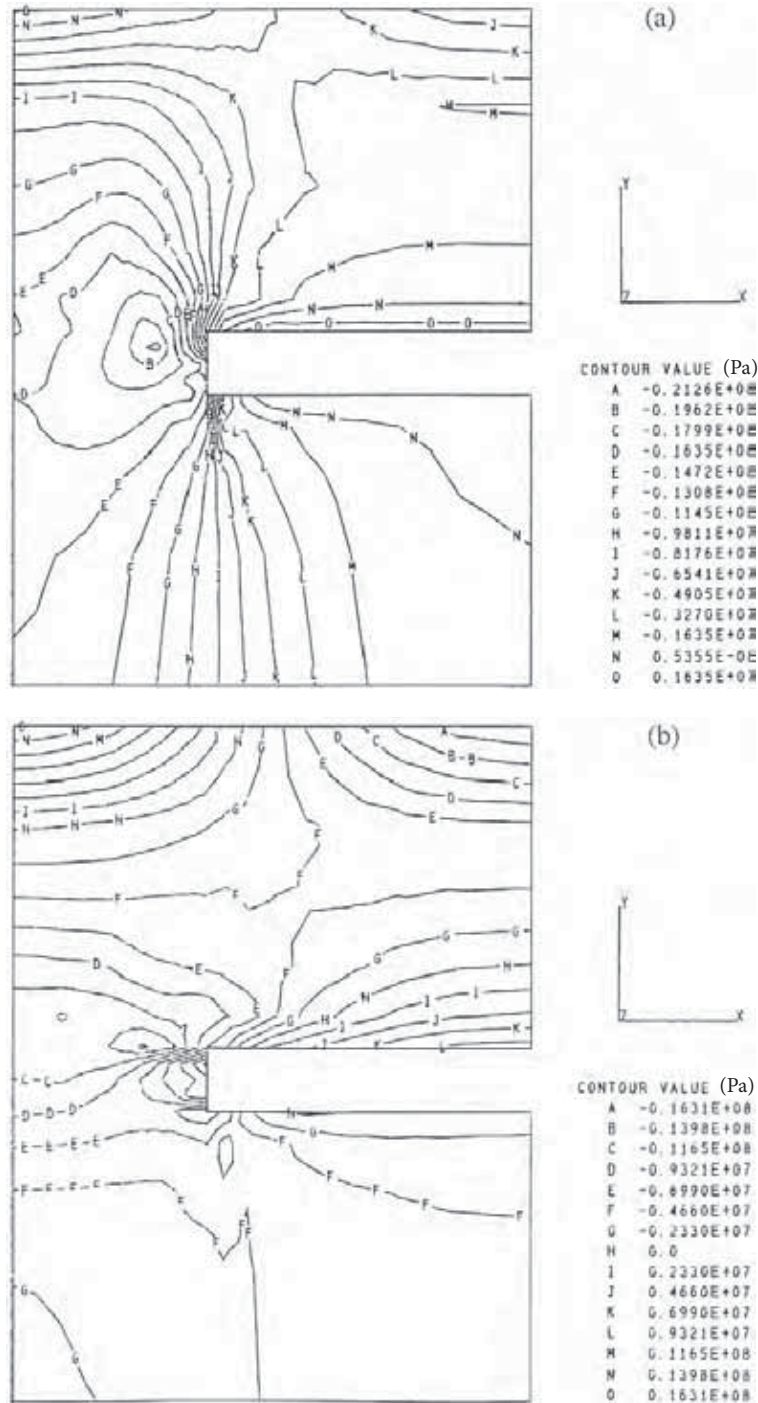 (a)
O
N N N
J
K
K
L L L
K
M
M
I I
J
G G G
J
F F
L
K
M
M
E E
D
L
N N
O O O
B
D
Y
Z X
CONTOUR VALUE (Pa)
A -0.2126E+08
B -0.1962E+08
C -0.1799E+08
D -0.1635E+08
E -0.1472E+08
F -0.1308E+08
G -0.1145E+08
H -0.9811E+07
I -0.8176E+07
J -0.6541E+07
K -0.4905E+07
L -0.3270E+07
M -0.1635E+07
N 0.5355E-08
O 0.1635E+07
N
M
N
N
L
G
E
E
F
K
K
J
G
N
F
G
H
I
J
L
M
H
J K
(b)
N N M
J
H
G
D
C
A
B B
C
D
E
E
I I
H H H
G
F
F F
F
G G
G
H
E
D
F
N
I I
G H I
J
K
I K L
C C
D D D
E E E E
F F F F
N
G
F
F
F F F F
F
G
G
Y
Z X
CONTOUR VALUE (Pa)
A -0.1631E+08
B -0.1398E+08
C -0.1165E+08
D -0.9321E+07
E -0.6990E+07
F -0.4660E+07
G -0.2330E+07
H 0.0
I 0.2330E+07
J 0.4660E+07
K 0.6990E+07
L 0.9321E+07
M 0.1165E+08
N 0.1398E+08
O 0.1631E+08